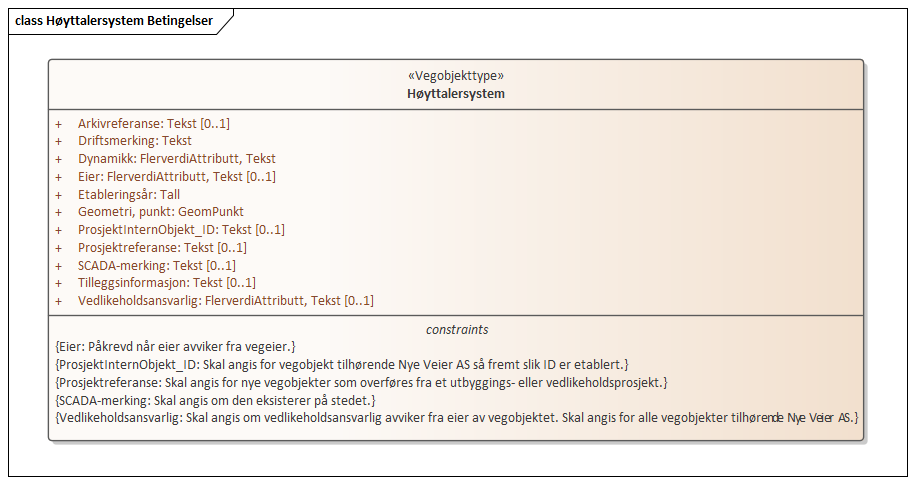 class Høyttalersystem Betingelser
«Vegobjekttype»
Høyttalersystem
+ Arkivreferanse: Tekst [0..1]
+ Driftsmerking: Tekst
+ Dynamikk: FlerverdiAttributt, Tekst
+ Eier: FlerverdiAttributt, Tekst [0..1]
+ Etableringsår: Tall
+ Geometri, punkt: GeomPunkt
+ ProsjektInternObjekt_ID: Tekst [0..1]
+ Prosjektreferanse: Tekst [0..1]
+ SCADA-merking: Tekst [0..1]
+ Tilleggsinformasjon: Tekst [0..1]
+ Vedlikeholdsansvarlig: FlerverdiAttributt, Tekst [0..1]
constraints
{Eier: Påkrevd når eier avviker fra vegeier.}
{ProsjektInternObjekt_ID: Skal angis for vegobjekt tilhørende Nye Veier AS så fremt slik ID er etablert.}
{Prosjektreferanse: Skal angis for nye vegobjekter som overføres fra et utbyggings- eller vedlikeholdsprosjekt.}
{SCADA-merking: Skal angis om den eksisterer på stedet.}
{Vedlikeholdsansvarlig: Skal angis om vedlikeholdsansvarlig avviker fra eier av vegobjektet. Skal angis for alle vegobjekter tilhørende Nye Veier AS.}